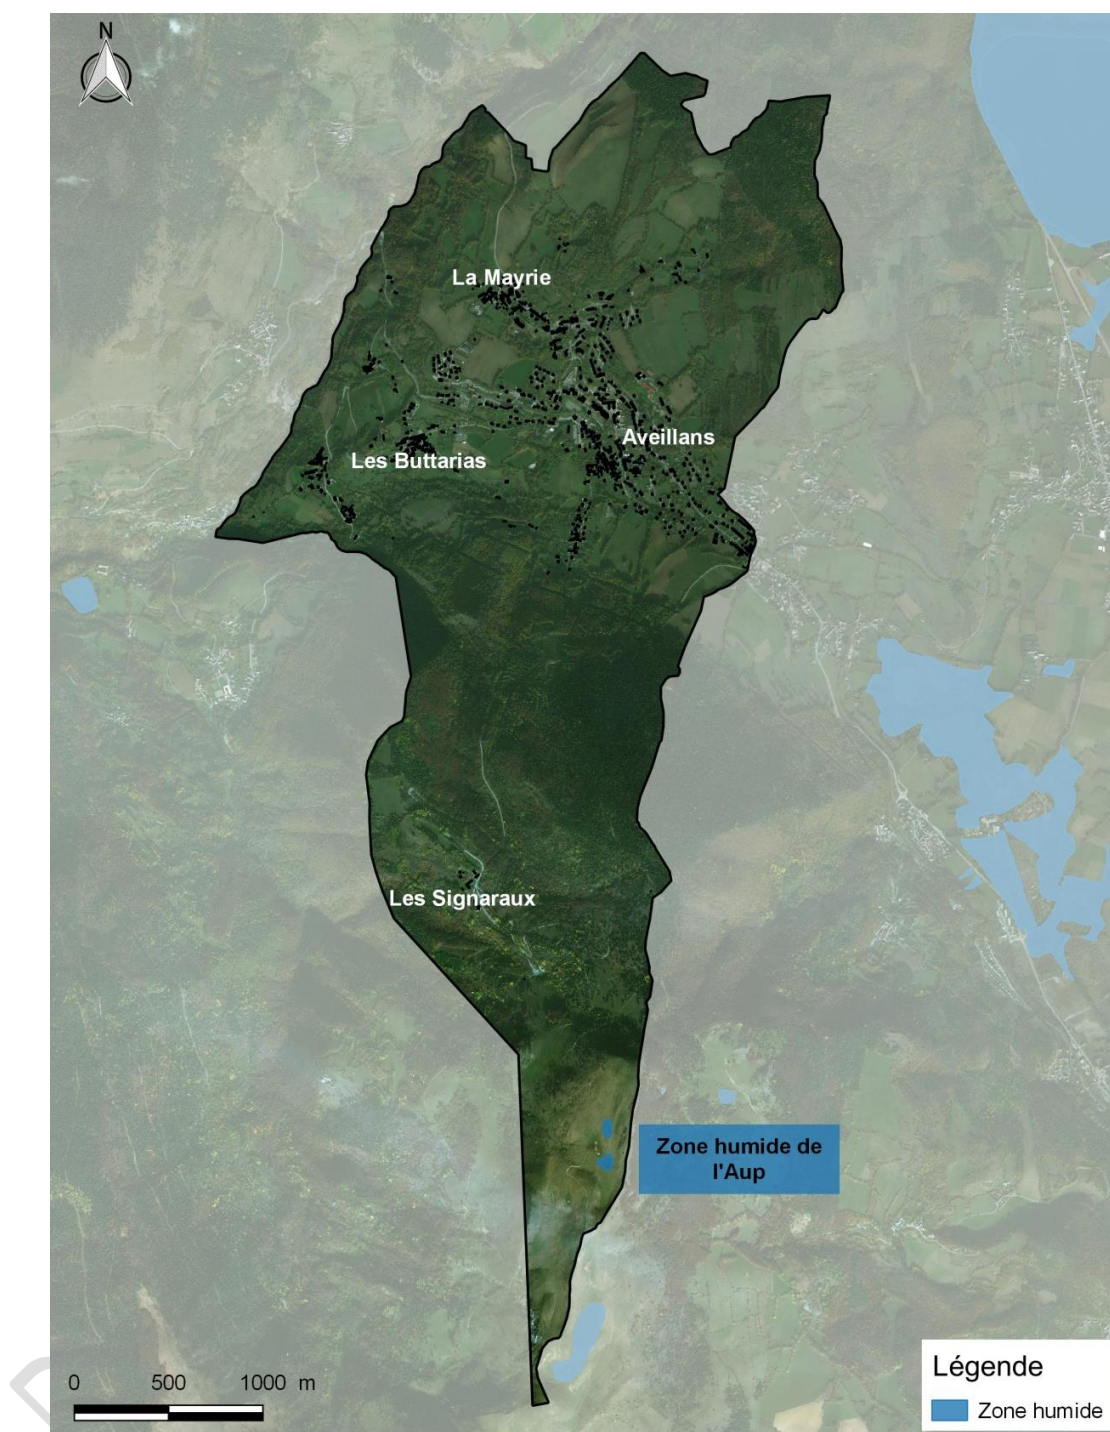 N
La Mayrie
Aveillans
Les Buttarias
Les Signaraux
Zone humide de
l'Aup
0 500 1000 m
Légende
Zone humide